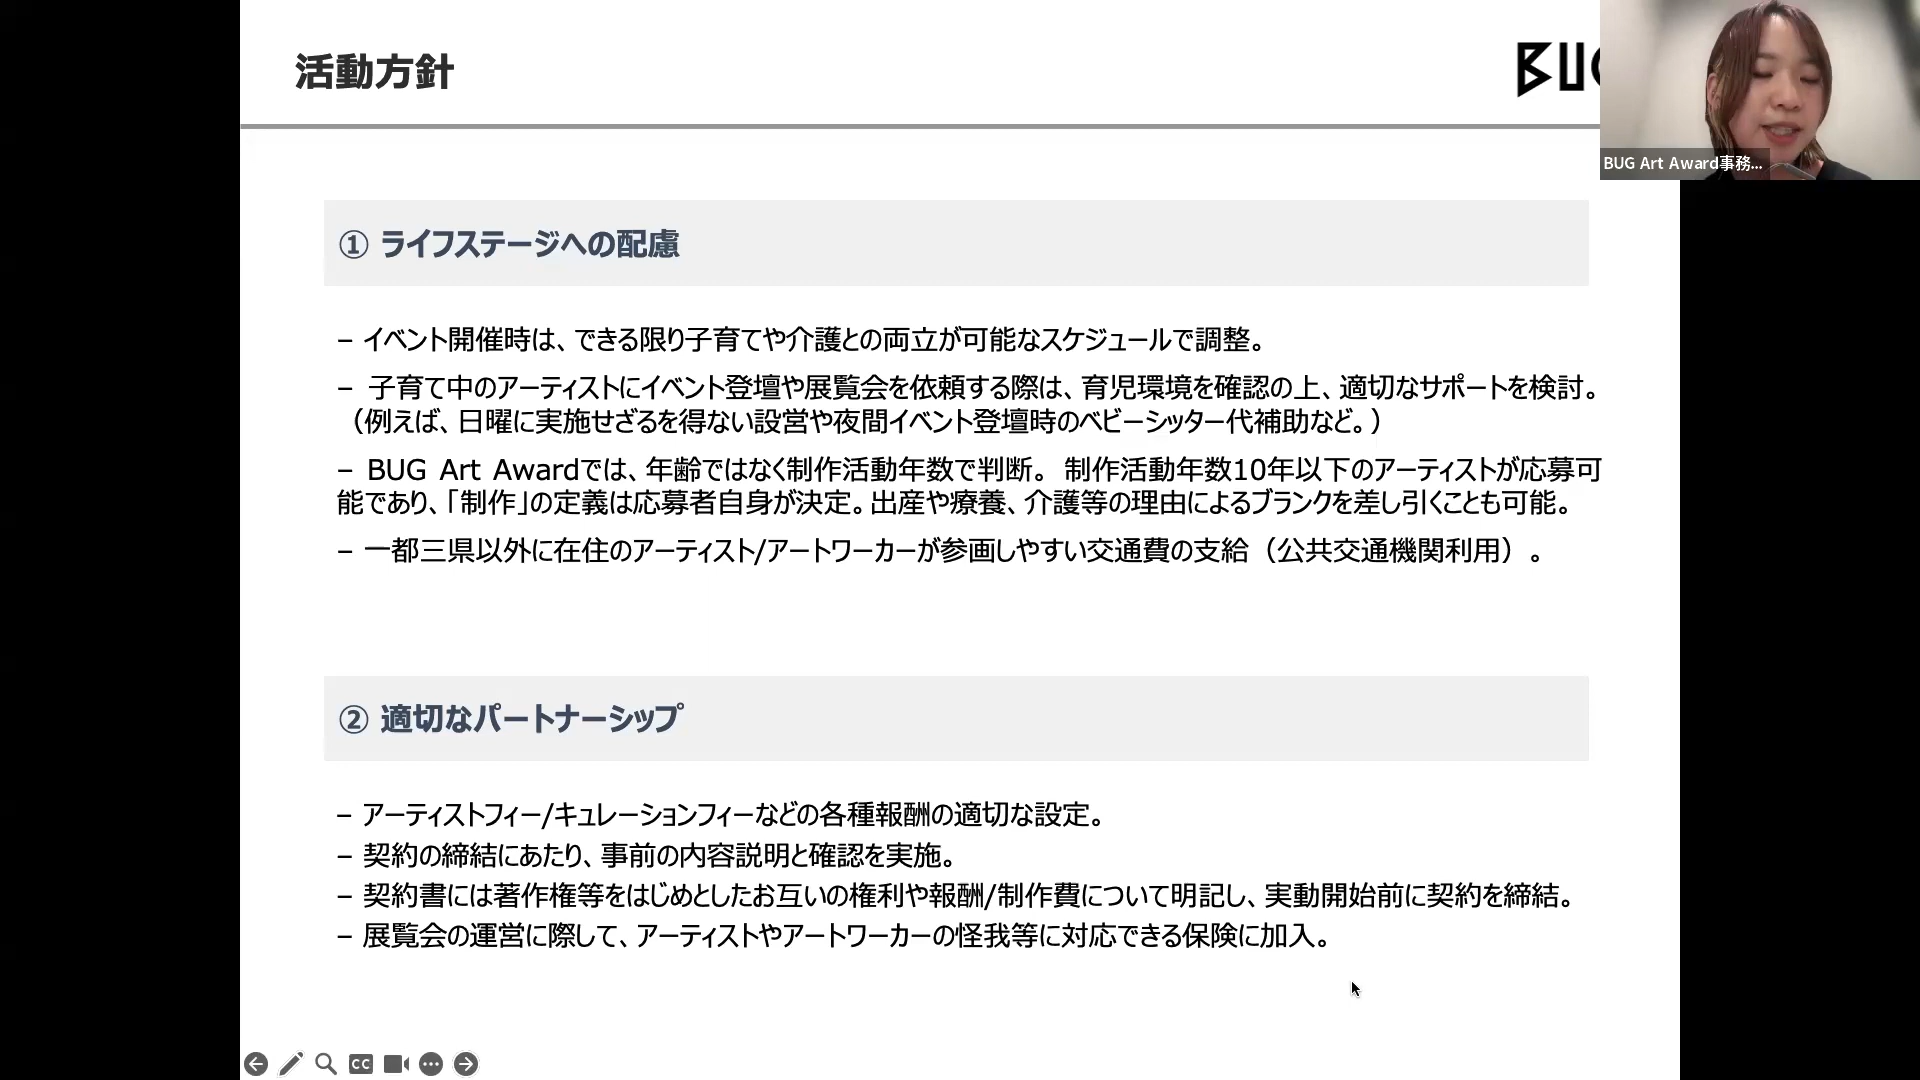 活動方針
BUG
BUG Art Award事務...
① ライフステージへの配慮
– イベント開催時は、できる限り子育てや介護との両立が可能なスケジュールで調整。
– 子育て中のアーティストにイベント登壇や展覧会を依頼する際は、育児環境を確認の上、適切なサポートを検討。
（例えば、日曜に実施せざるを得ない設営や夜間イベント登壇時のベビーシッター代補助など。）
– BUG Art Awardでは、年齢ではなく制作活動年数で判断。 制作活動年数10年以下のアーティストが応募可
能であり、「制作」の定義は応募者自身が決定。出産や療養、介護等の理由によるブランクを差し引くことも可能。
– 一都三県以外に在住のアーティスト/アートワーカーが参画しやすい交通費の支給（公共交通機関利用）。
② 適切なパートナーシップ
– アーティストフィー/キュレーションフィーなどの各種報酬の適切な設定。
– 契約の締結にあたり、事前の内容説明と確認を実施。
– 契約書には著作権等をはじめとしたお互いの権利や報酬/制作費について明記し、実動開始前に契約を締結。
– 展覧会の運営に際して、アーティストやアートワーカーの怪我等に対応できる保険に加入。
CC